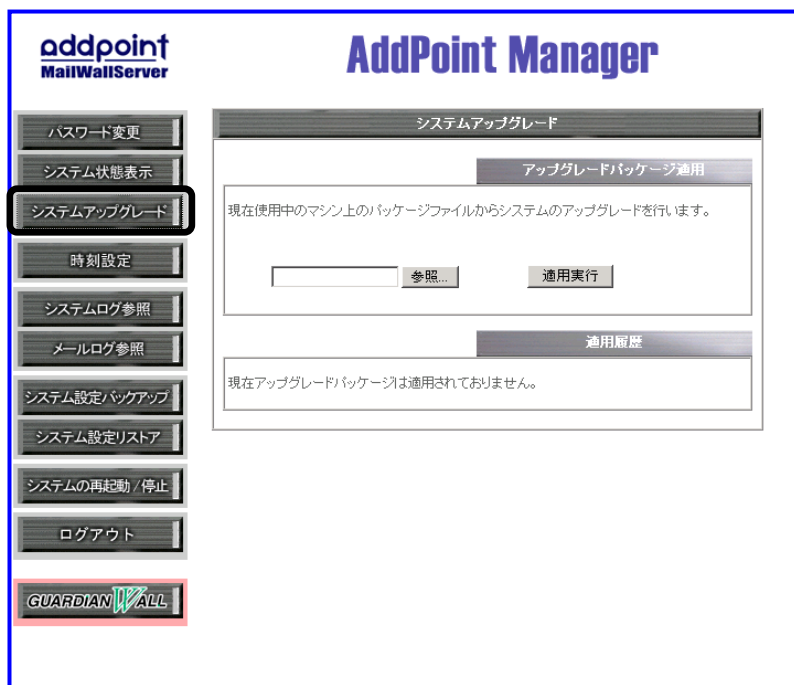 addpoint
MailWallServer
AddPoint Manager
パスワード変更
システム状態表示
システムアップグレード
時刻設定
システムログ参照
メールログ参照
システム設定バックアップ
システム設定リストア
システムの再起動/停止
ログアウト
GUARDIAN WALL
システムアップグレード
アップグレードパッケージ適用
現在使用中のマシン上のパッケージファイルからシステムのアップグレードを行います。
参照... 適用実行
適用履歴
現在アップグレードパッケージは適用されておりません。